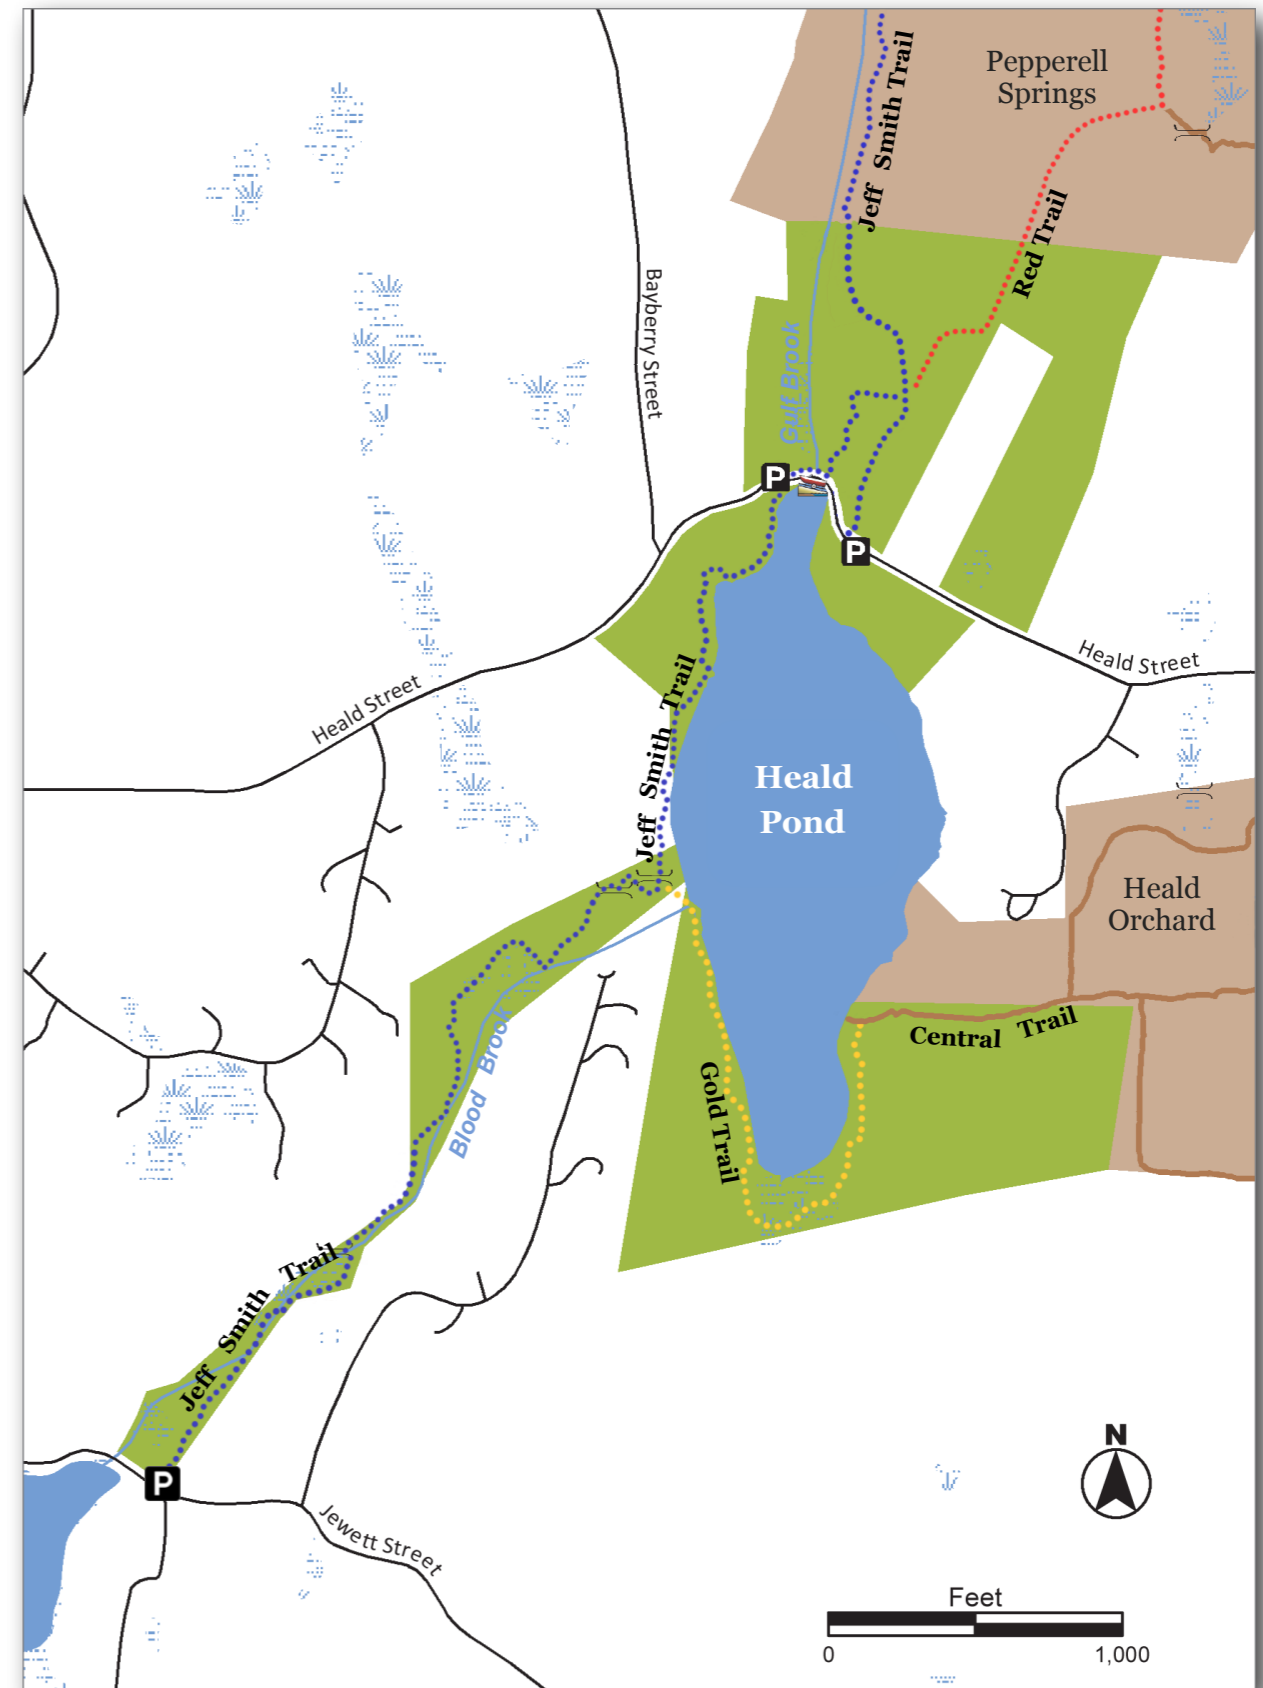 Pepperell
Springs
Jeff Smith Trail
Red Trail
Bayberry Street
Gulf Brook
P
P
Heald Street
Heald Street
Jeff Smith Trail
Heald
Pond
Heald
Orchard
Central Trail
Gold Trail
Blood Brook
Jeff Smith Trail
P
Jewett Street
N
Feet
0 1,000